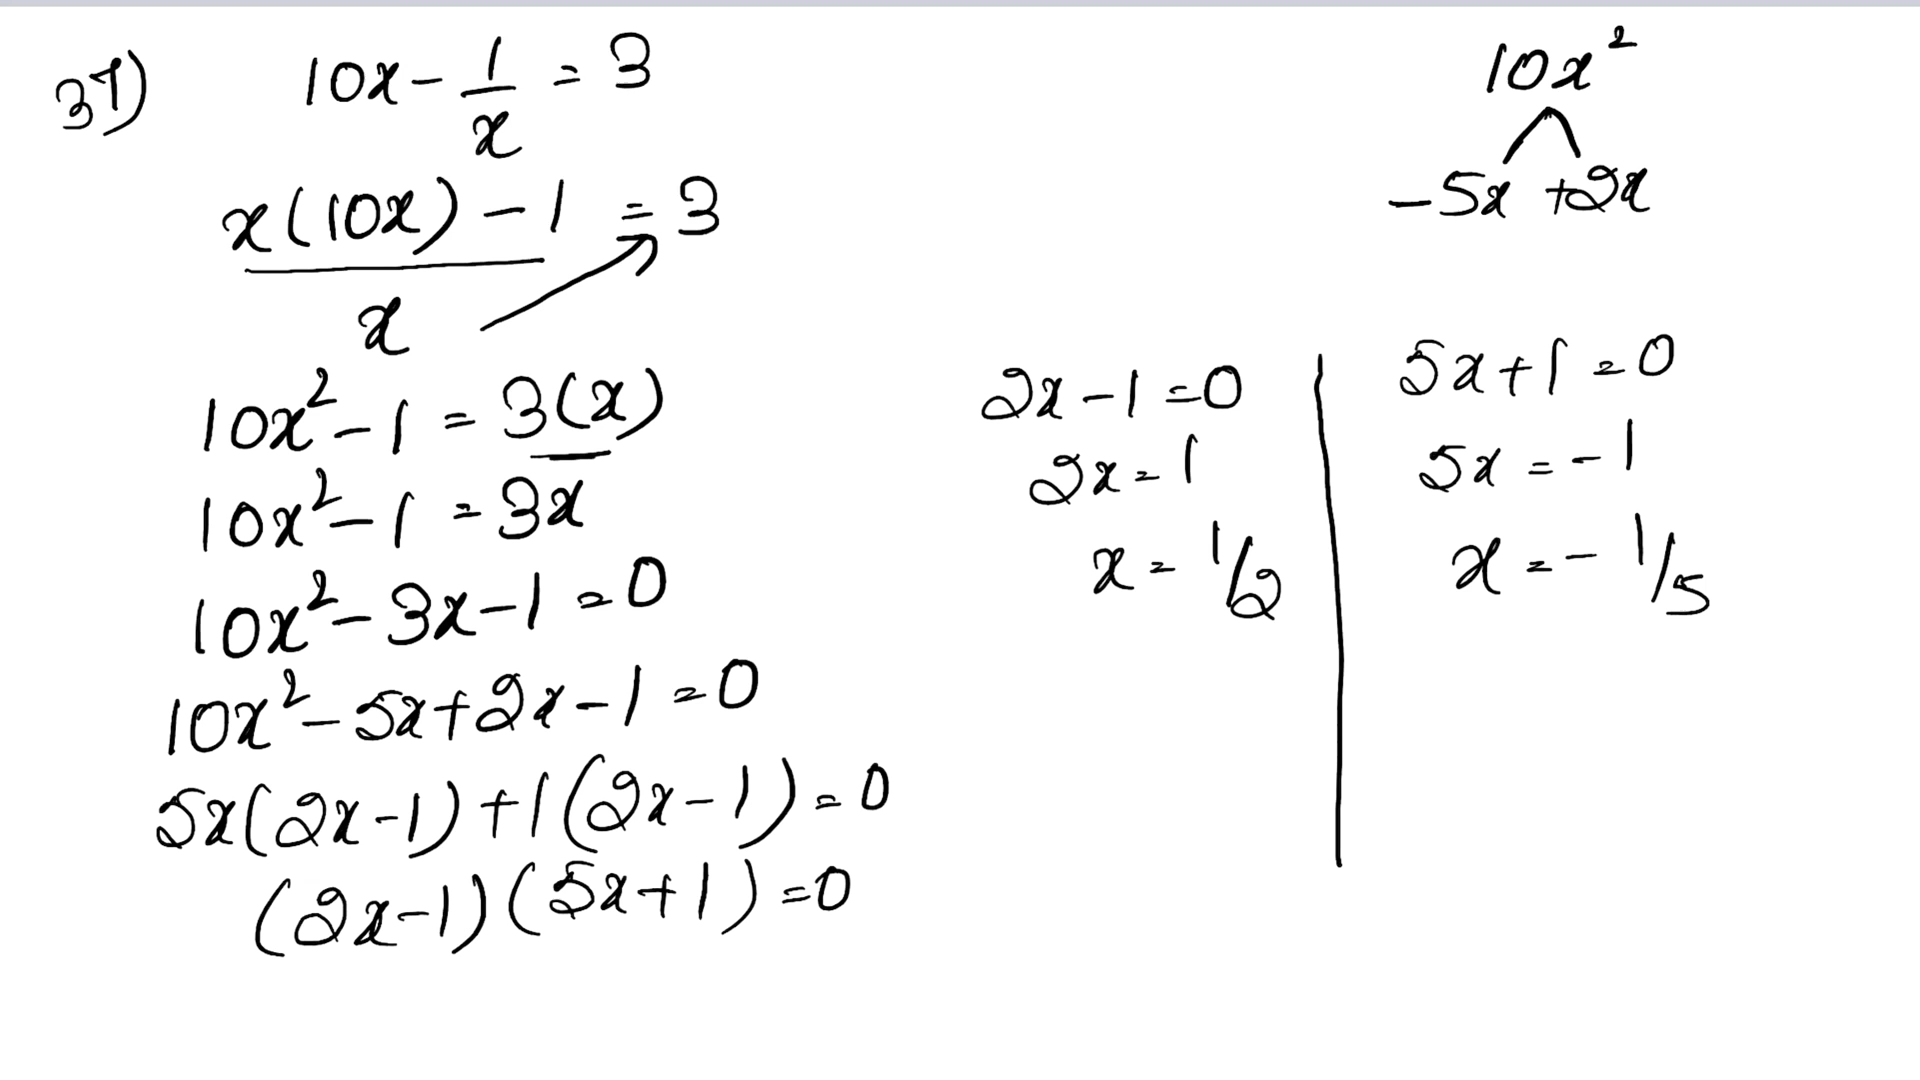 37)
10x - 1/x = 3
x(10x) - 1 = 3
x
10x² - 1 = 3(x)
10x² - 1 = 3x
10x² - 3x - 1 = 0
10x² - 5x + 2x - 1 = 0
5x(2x - 1) + 1(2x - 1) = 0
(2x - 1)(5x + 1) = 0
10x²
-5x +2x
2x - 1 = 0
2x = 1
x = 1/2
5x + 1 = 0
5x = -1
x = -1/5